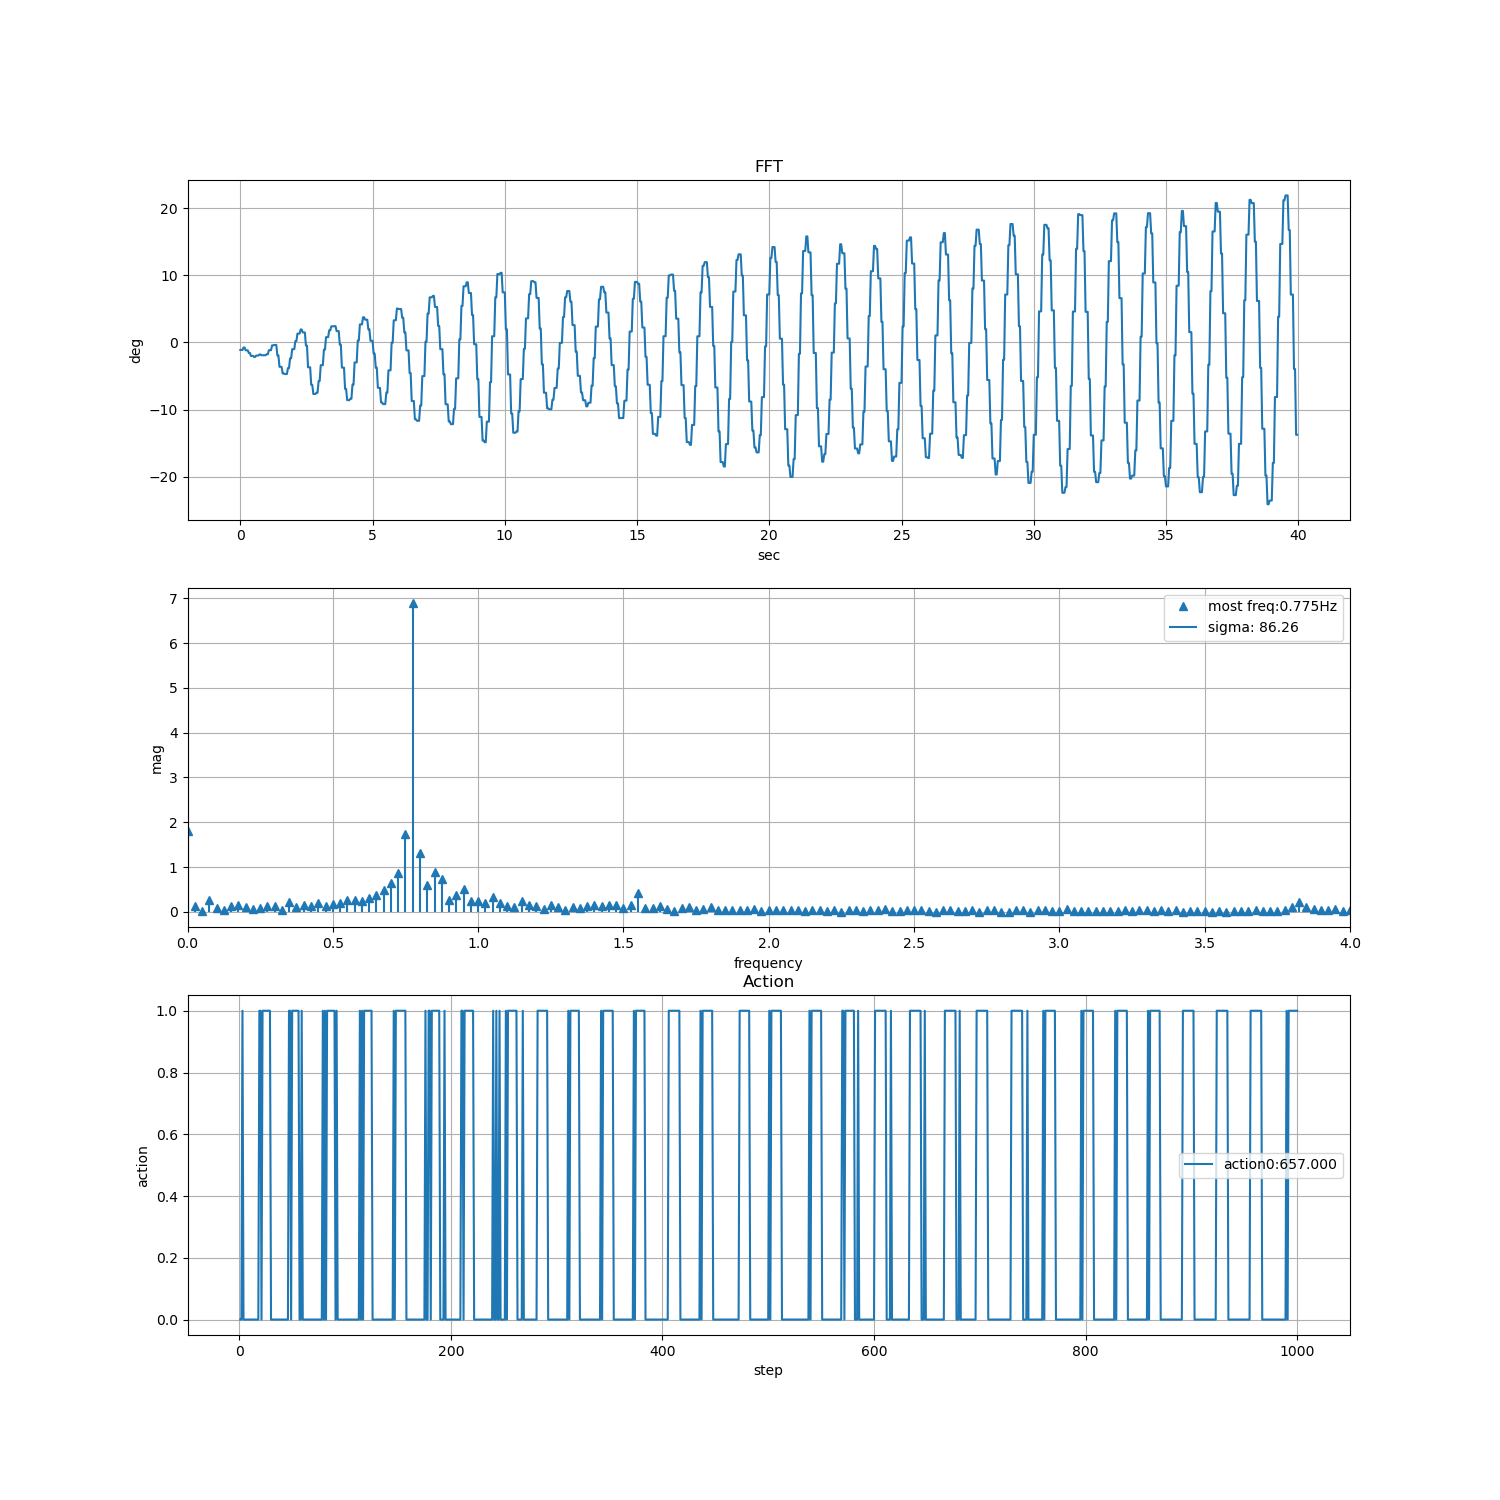 FFT
20
10
0
−10
−20
deg
0 5 10 15 20 25 30 35 40
sec
7
6
5
4
3
2
1
0
mag
most freq:0.775Hz
sigma: 86.26
0.0 0.5 1.0 1.5 2.0 2.5 3.0 3.5 4.0
frequency
Action
1.0
0.8
0.6
0.4
0.2
0.0
action
action0:657.000
0 200 400 600 800 1000
step